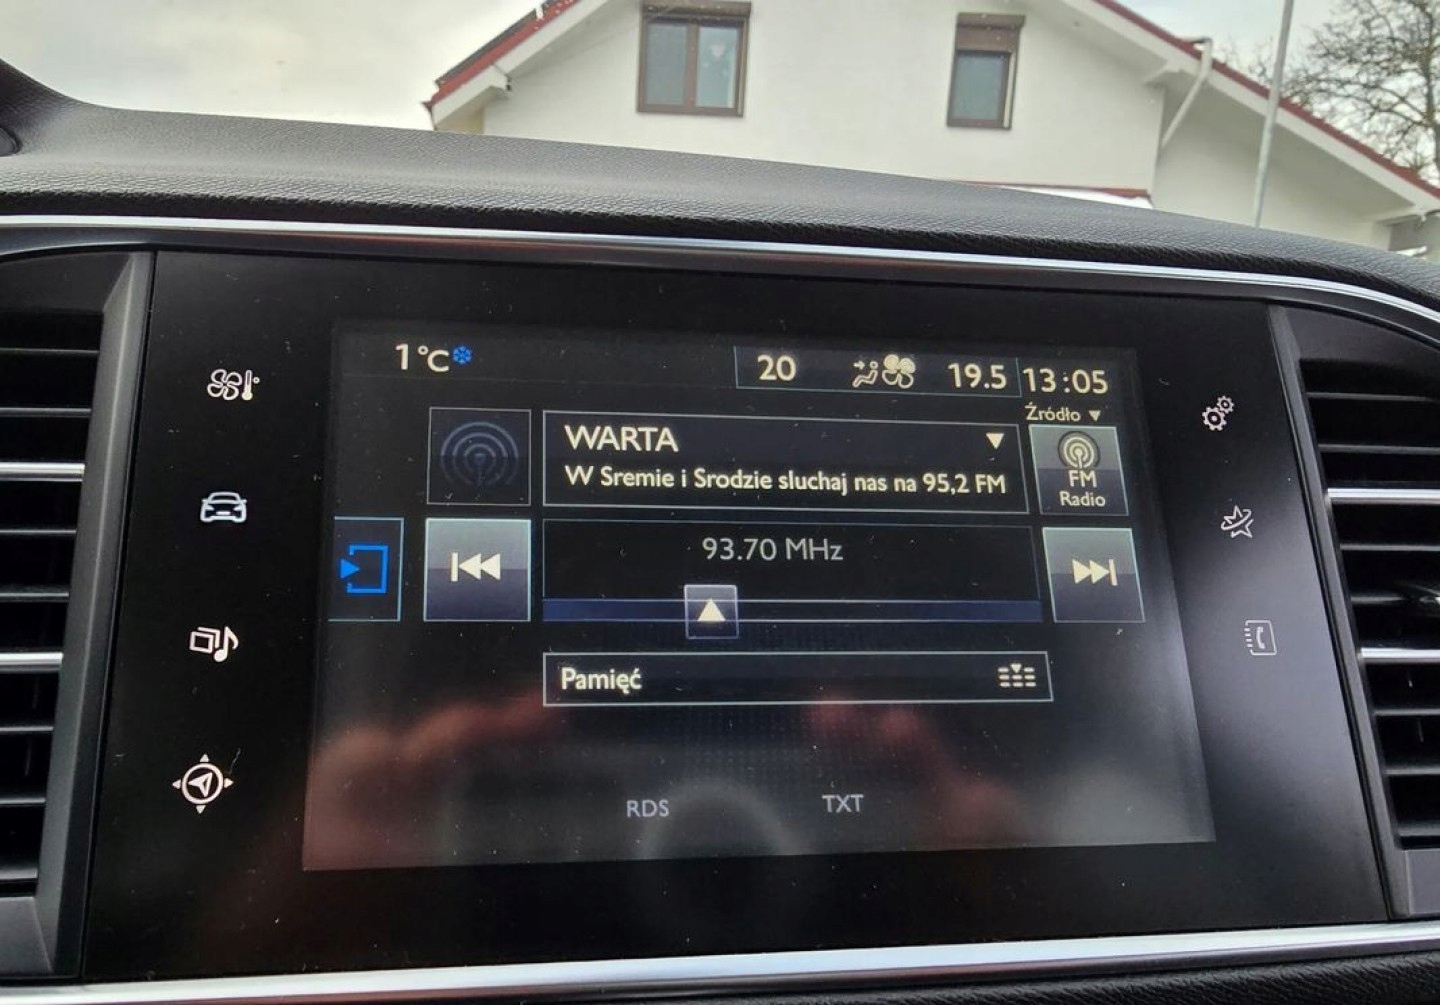 1°C
20 19.5 13:05
Źródło
WARTA
W Sremie i Srodzie sluchaj nas na 95,2 FM
FM
Radio
93.70 MHz
Pamięć
RDS TXT